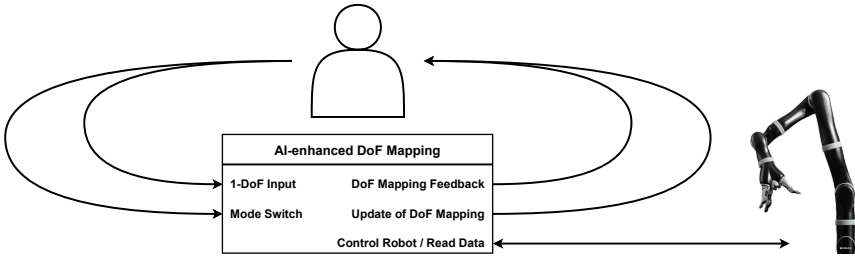 AI-enhanced DoF Mapping
1-DoF Input
DoF Mapping Feedback
Mode Switch
Update of DoF Mapping
Control Robot / Read Data